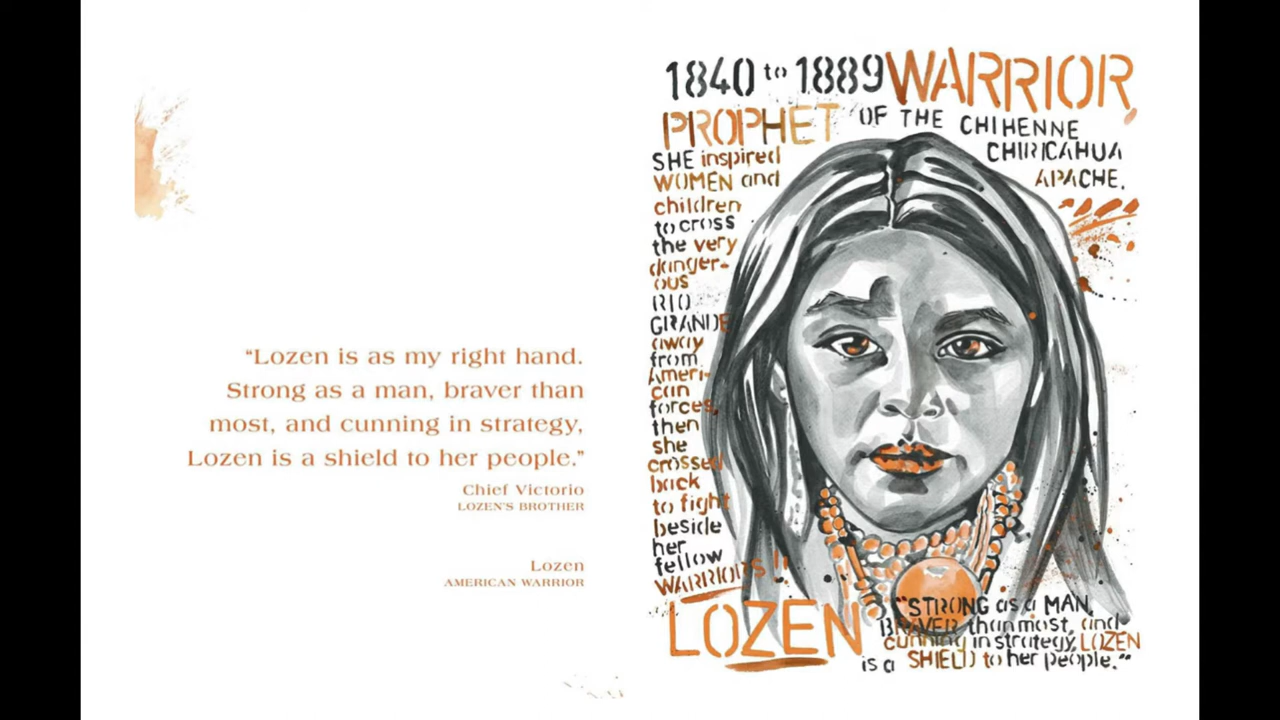 “Lozen is as my right hand.
Strong as a man, braver than
most, and cunning in strategy,
Lozen is a shield to her people.”
Chief Victorio
LOZEN’S BROTHER
Lozen
AMERICAN WARRIOR
1840 to 1889 WARRIOR,
PROPHET OF THE CHIHENNE
CHIRICAHUA
APACHE.
SHE inspired
WOMEN and
children
to cross
the very
danger-
ous
RIO
GRANDE
away
from
Ameri-
can
forces,
then
she
crossed
back
to fight
beside
her
fellow
WARRIORS!!
LOZEN
“STRONG as a MAN,
BRAVER than most, and
cunning in strategy, LOZEN
is a SHIELD to her people.”